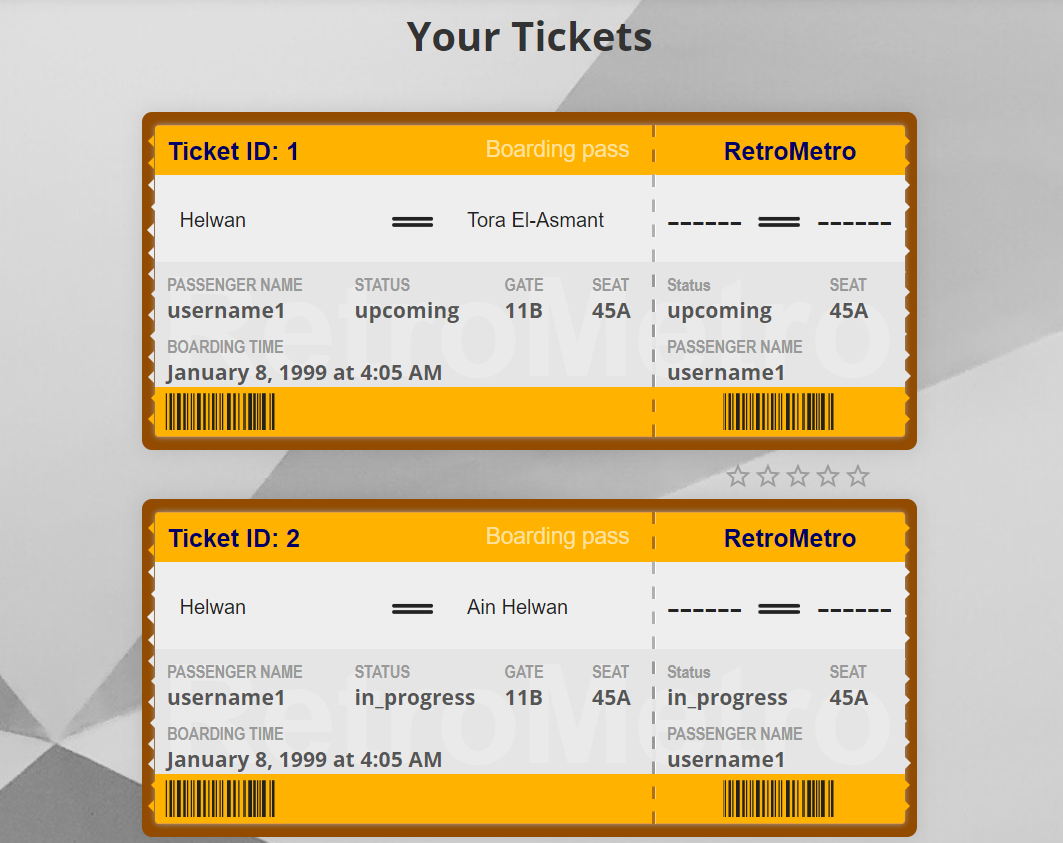 Your Tickets
Ticket ID: 1 Boarding pass RetroMetro
Helwan Tora El-Asmant ------ ------
PASSENGER NAME STATUS GATE SEAT Status SEAT
username1 upcoming 11B 45A upcoming 45A
BOARDING TIME PASSENGER NAME
January 8, 1999 at 4:05 AM username1
RetroMetro
Ticket ID: 2 Boarding pass RetroMetro
Helwan Ain Helwan ------ ------
PASSENGER NAME STATUS GATE SEAT Status SEAT
username1 in_progress 11B 45A in_progress 45A
BOARDING TIME PASSENGER NAME
January 8, 1999 at 4:05 AM username1
RetroMetro